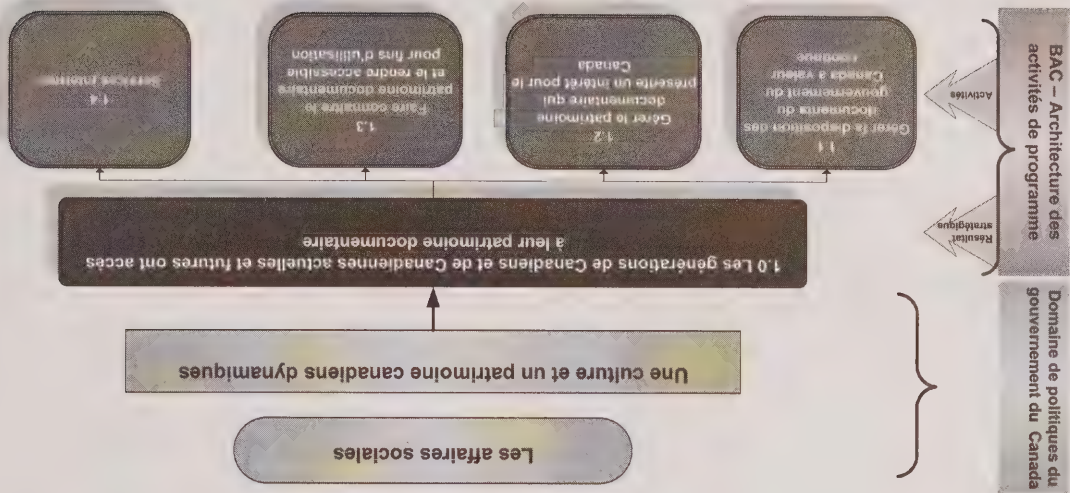 Domaine de politiques du
gouvernement du Canada
Les affaires sociales
Une culture et un patrimoine canadiens dynamiques
BAC – Architecture des
activités de programme
Résultat
stratégique
1.0 Les générations de Canadiens et de Canadiennes actuelles et futures ont accès
à leur patrimoine documentaire
Activités
1.1
Gérer la disposition des
documents du
gouvernement du
Canada à valeur
continue
1.2
Gérer le patrimoine
documentaire qui
présente un intérêt pour le
Canada
1.3
Faire connaître le
patrimoine documentaire
et le rendre accessible
pour fins d'utilisation
1.4
Services internes